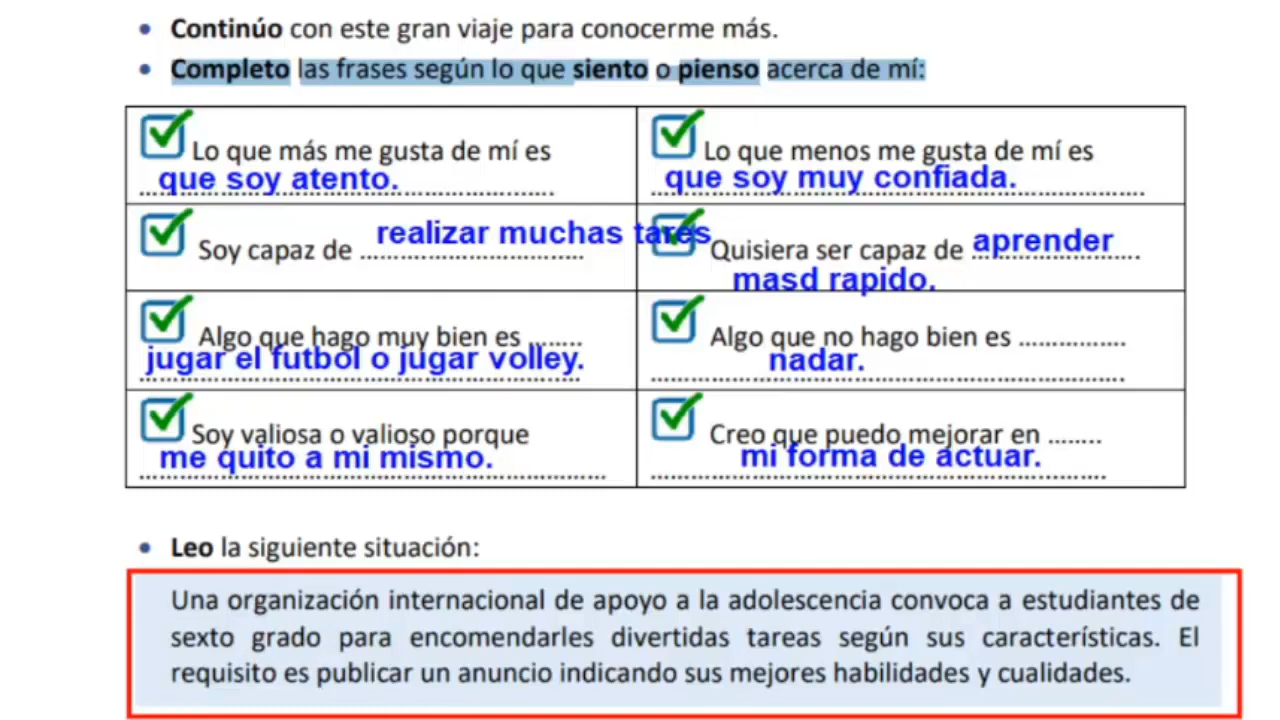 Continúo con este gran viaje para conocerme más.
Completo las frases según lo que siento o pienso acerca de mí:
Lo que más me gusta de mí es
que soy atento.
Lo que menos me gusta de mí es
que soy muy confiada.
Soy capaz de .................................. realizar muchas tares
Quisiera ser capaz de ......................... aprender
masd rapido.
Algo que hago muy bien es ........
jugar el futbol o jugar volley.
Algo que no hago bien es ................
nadar.
Soy valiosa o valioso porque
me quito a mi mismo.
Creo que puedo mejorar en ........
mi forma de actuar.
Leo la siguiente situación:
Una organización internacional de apoyo a la adolescencia convoca a estudiantes de
sexto grado para encomendarles divertidas tareas según sus características. El
requisito es publicar un anuncio indicando sus mejores habilidades y cualidades.